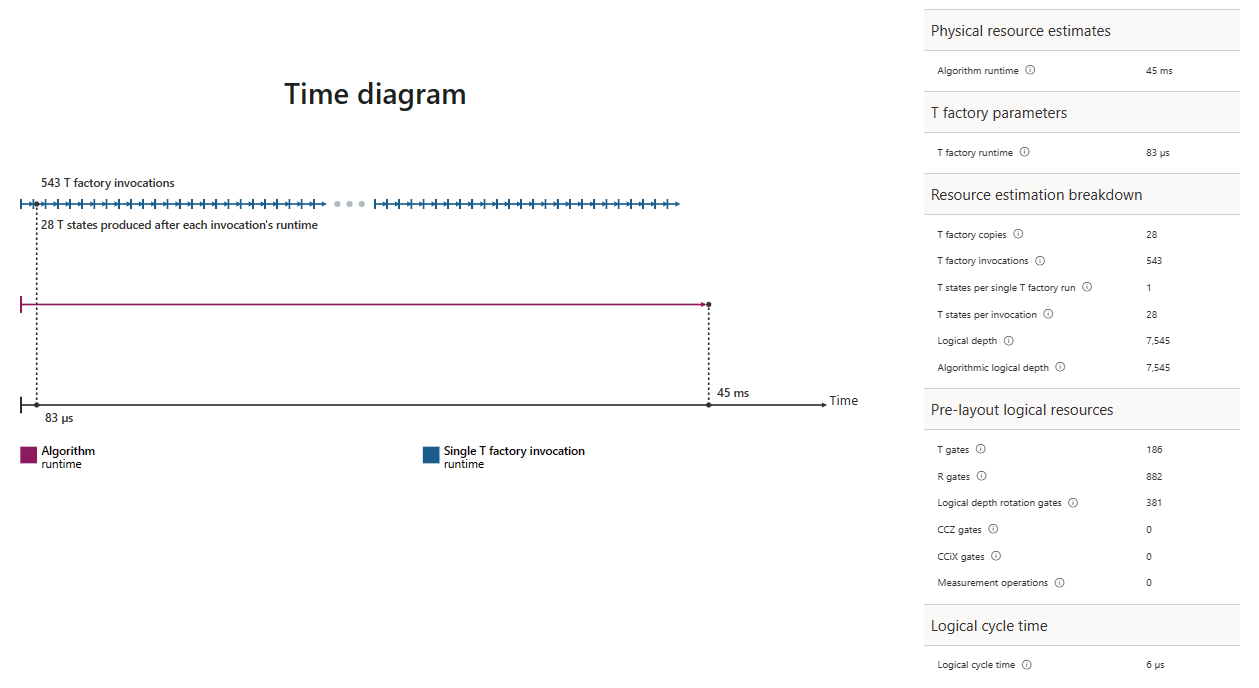 Time diagram
543 T factory invocations
28 T states produced after each invocation's runtime
45 ms
Time
83 µs
Algorithm
runtime
Single T factory invocation
runtime
Physical resource estimates
Algorithm runtime 45 ms
T factory parameters
T factory runtime 83 µs
Resource estimation breakdown
T factory copies 28
T factory invocations 543
T states per single T factory run 1
T states per invocation 28
Logical depth 7,545
Algorithmic logical depth 7,545
Pre-layout logical resources
T gates 186
R gates 882
Logical depth rotation gates 381
CCZ gates 0
CCiX gates 0
Measurement operations 0
Logical cycle time
Logical cycle time 6 µs